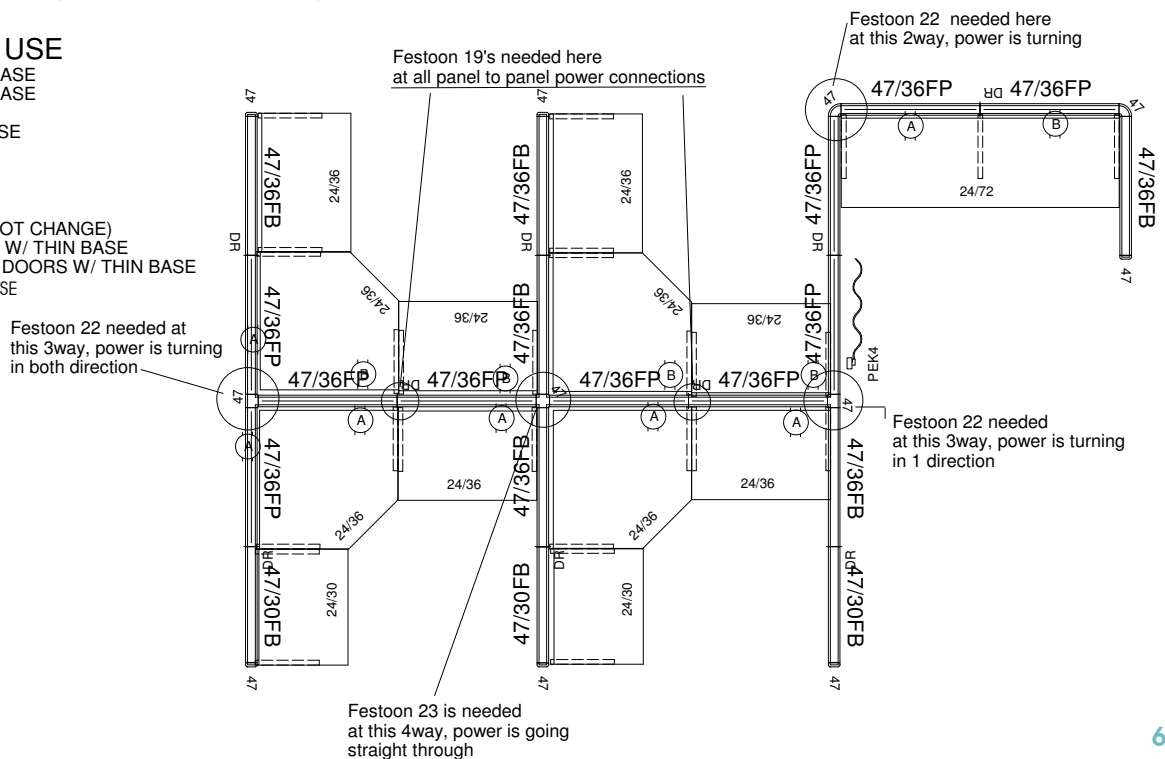 USE
ASE
ASE
SE
OT CHANGE)
W/ THIN BASE
DOORS W/ THIN BASE
SE
Festoon 22 needed here
at this 2way, power is turning
Festoon 19's needed here
at all panel to panel power connections
Festoon 22 needed at
this 3way, power is turning
in both direction
Festoon 22 needed
at this 3way, power is turning
in 1 direction
Festoon 23 is needed
at this 4way, power is going
straight through
47
47/36FB
24/36
DR
47/36FP
A
24/36
24/36
47
47/36FP
B
DR
47/36FP
B
A
A
A
47/36FP
24/36
24/36
DR
47/30FB
24/30
47
47
47/36FB
24/36
DR
47/36FB
24/36
24/36
47
47/36FP
B
DR
47/36FP
B
A
A
47/36FB
24/36
DR
47/30FB
24/30
47
47
47/36FP
DR
47/36FP
47
A
B
24/72
47/36FP
47/36FB
47
DR
47/36FP
PEK4
47
47/36FB
DR
47/30FB
47
6